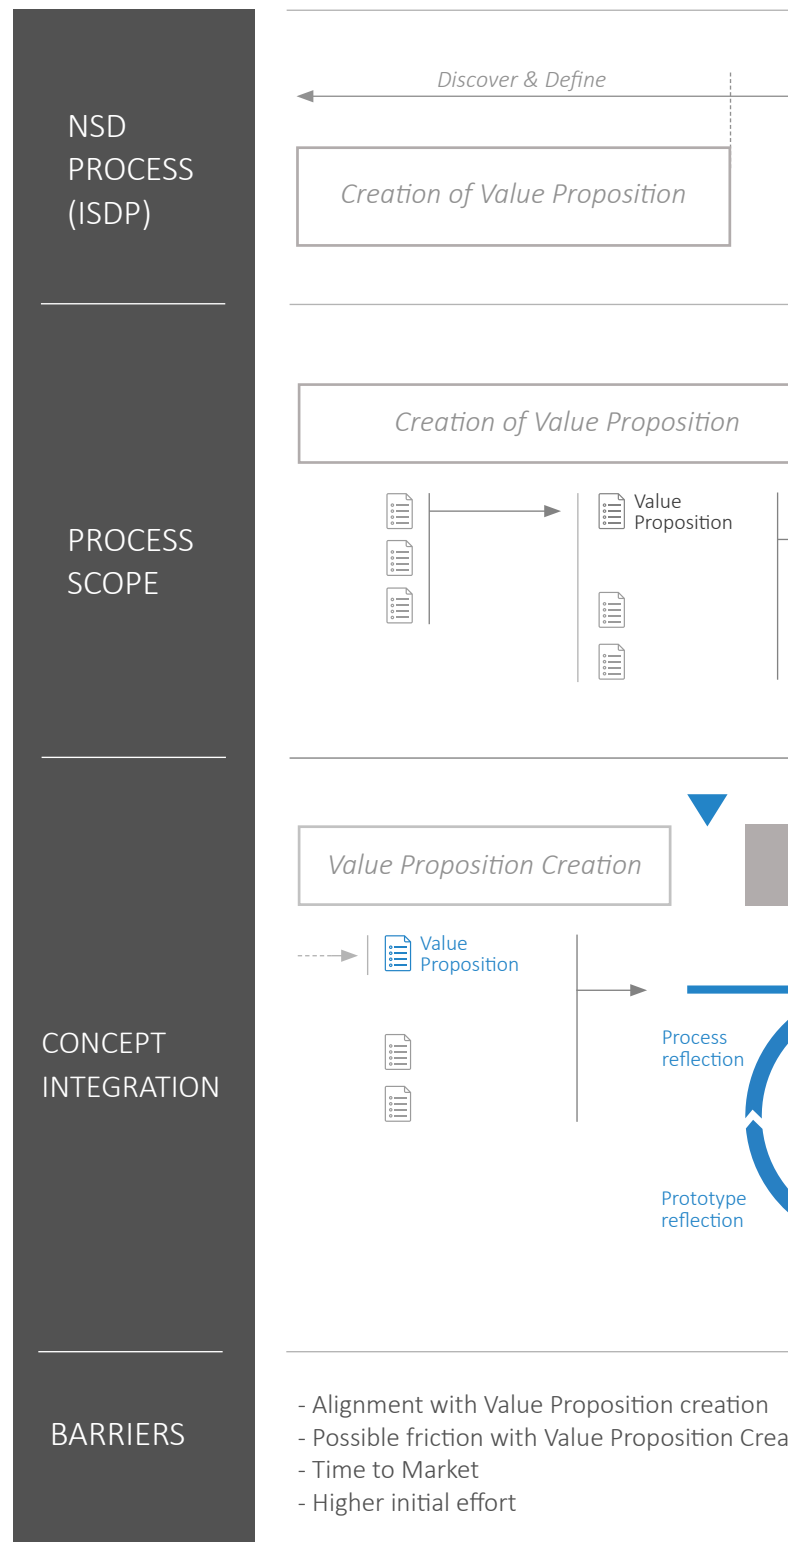 NSD
PROCESS
(ISDP)
Discover & Define
Creation of Value Proposition
PROCESS
SCOPE
Creation of Value Proposition
Value
Proposition
CONCEPT
INTEGRATION
Value Proposition Creation
Value
Proposition
Process
reflection
Prototype
reflection
BARRIERS
- Alignment with Value Proposition creation
- Possible friction with Value Proposition Crea
- Time to Market
- Higher initial effort